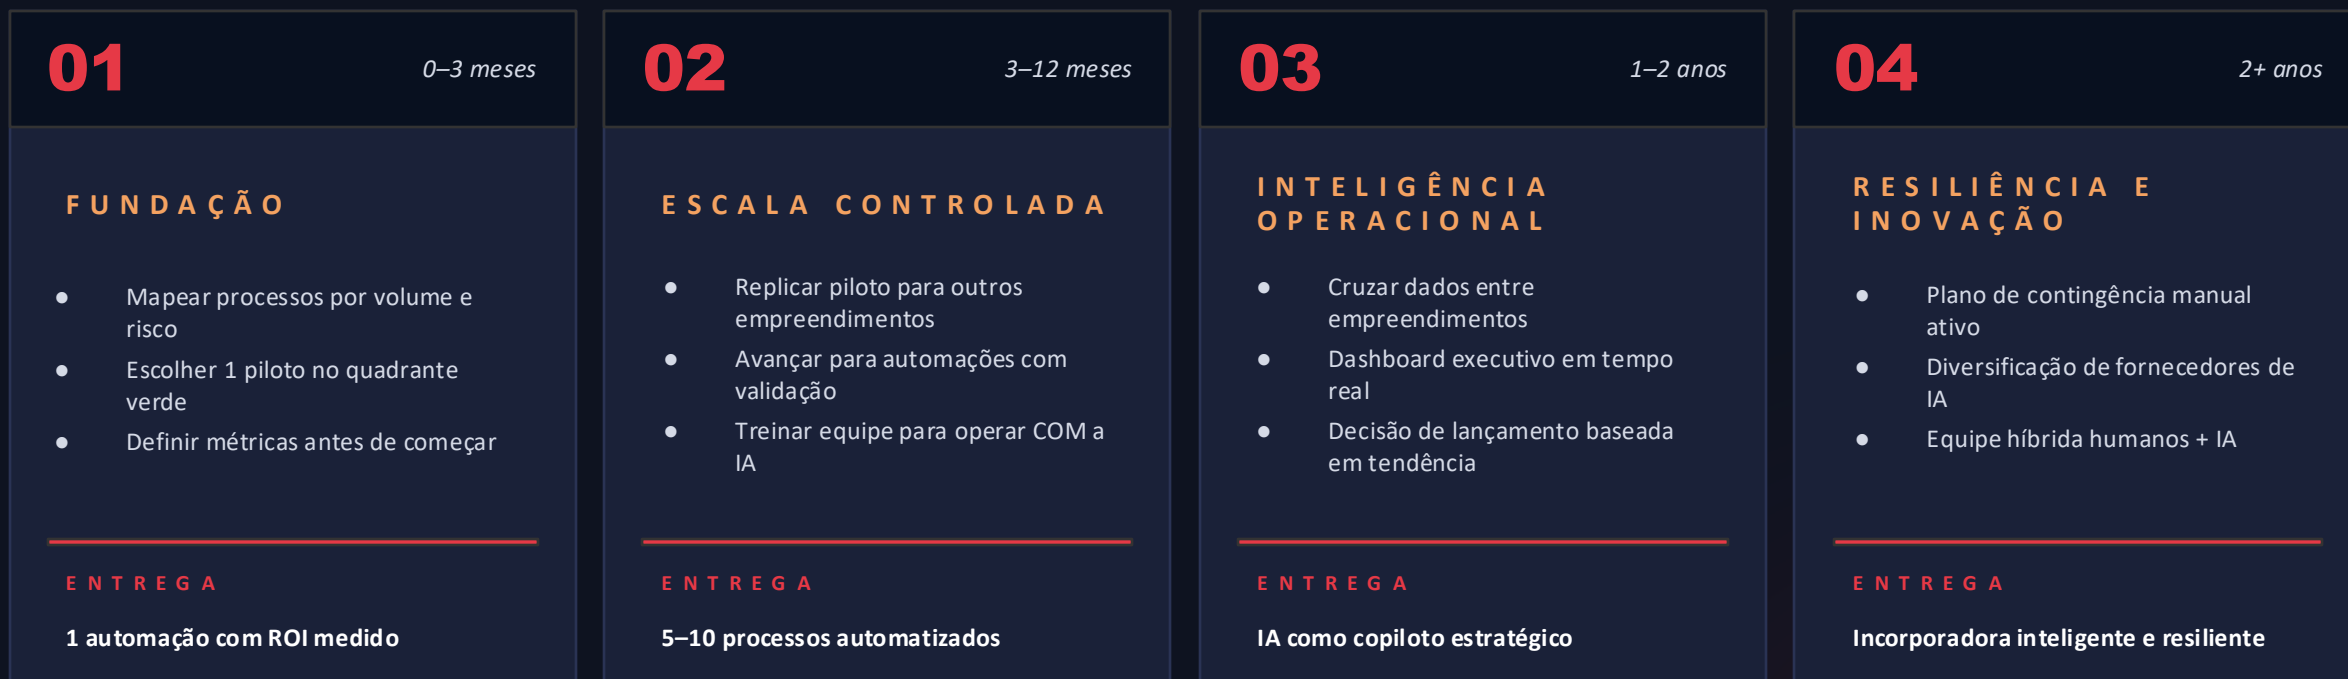 01
0–3 meses
FUNDAÇÃO
● Mapear processos por volume e
risco
● Escolher 1 piloto no quadrante
verde
● Definir métricas antes de começar
ENTREGA
1 automação com ROI medido
02
3–12 meses
ESCALA CONTROLADA
● Replicar piloto para outros
empreendimentos
● Avançar para automações com
validação
● Treinar equipe para operar COM a
IA
ENTREGA
5–10 processos automatizados
03
1–2 anos
INTELIGÊNCIA
OPERACIONAL
● Cruzar dados entre
empreendimentos
● Dashboard executivo em tempo
real
● Decisão de lançamento baseada
em tendência
ENTREGA
IA como copiloto estratégico
04
2+ anos
RESILIÊNCIA E
INOVAÇÃO
● Plano de contingência manual
ativo
● Diversificação de fornecedores de
IA
● Equipe híbrida humanos + IA
ENTREGA
Incorporadora inteligente e resiliente